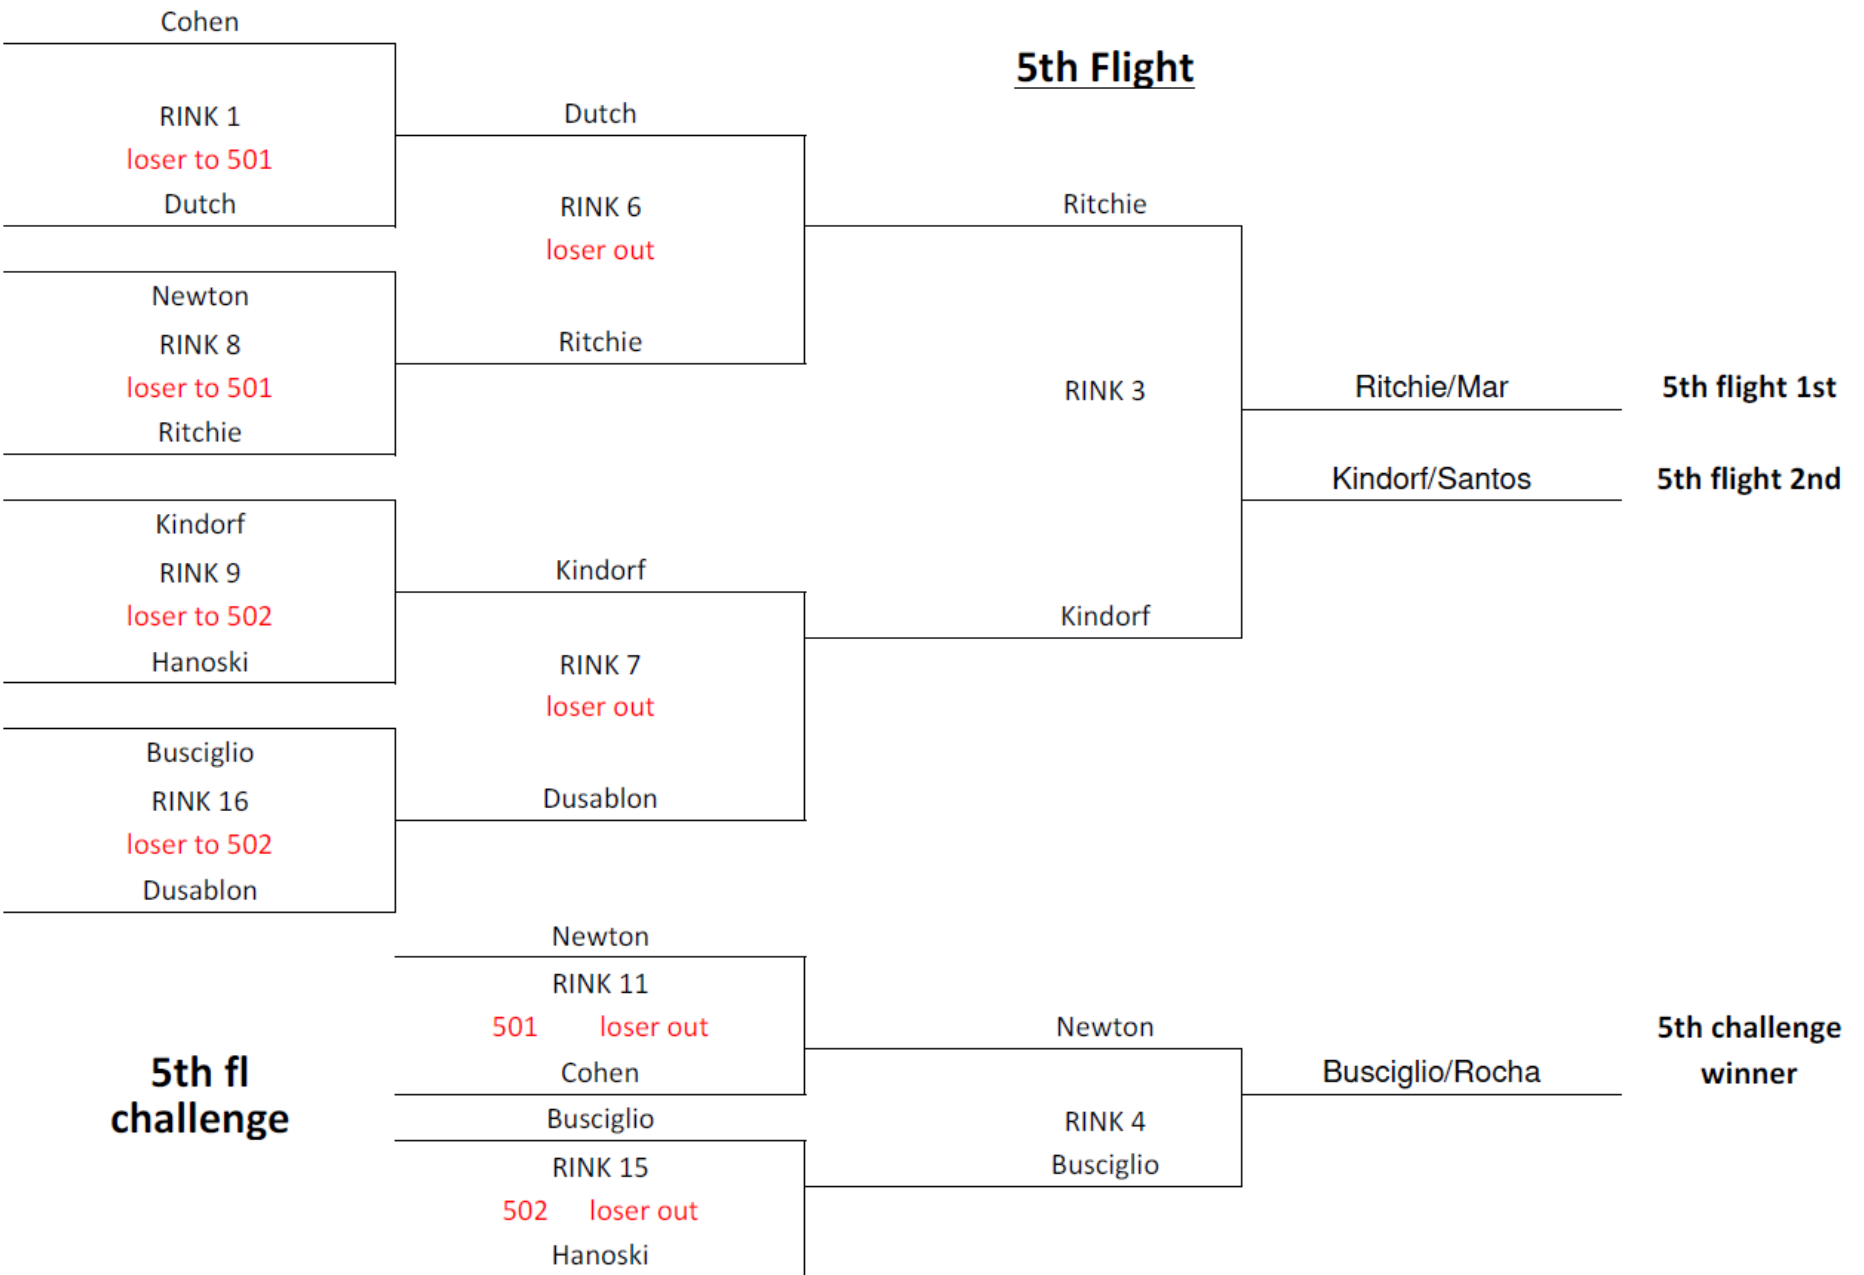 Cohen
5th Flight
RINK 1
Dutch
loser to 501
Dutch
RINK 6
Ritchie
loser out
Newton
RINK 8
Ritchie
loser to 501
RINK 3
Ritchie/Mar
5th flight 1st
Ritchie
Kindorf/Santos
5th flight 2nd
Kindorf
RINK 9
Kindorf
loser to 502
Kindorf
Hanoski
RINK 7
loser out
Busciglio
RINK 16
Dusablon
loser to 502
Dusablon
Newton
RINK 11
501 loser out
Newton
5th challenge
winner
5th fl
challenge
Cohen
Busciglio/Rocha
Busciglio
RINK 4
RINK 15
Busciglio
502 loser out
Hanoski